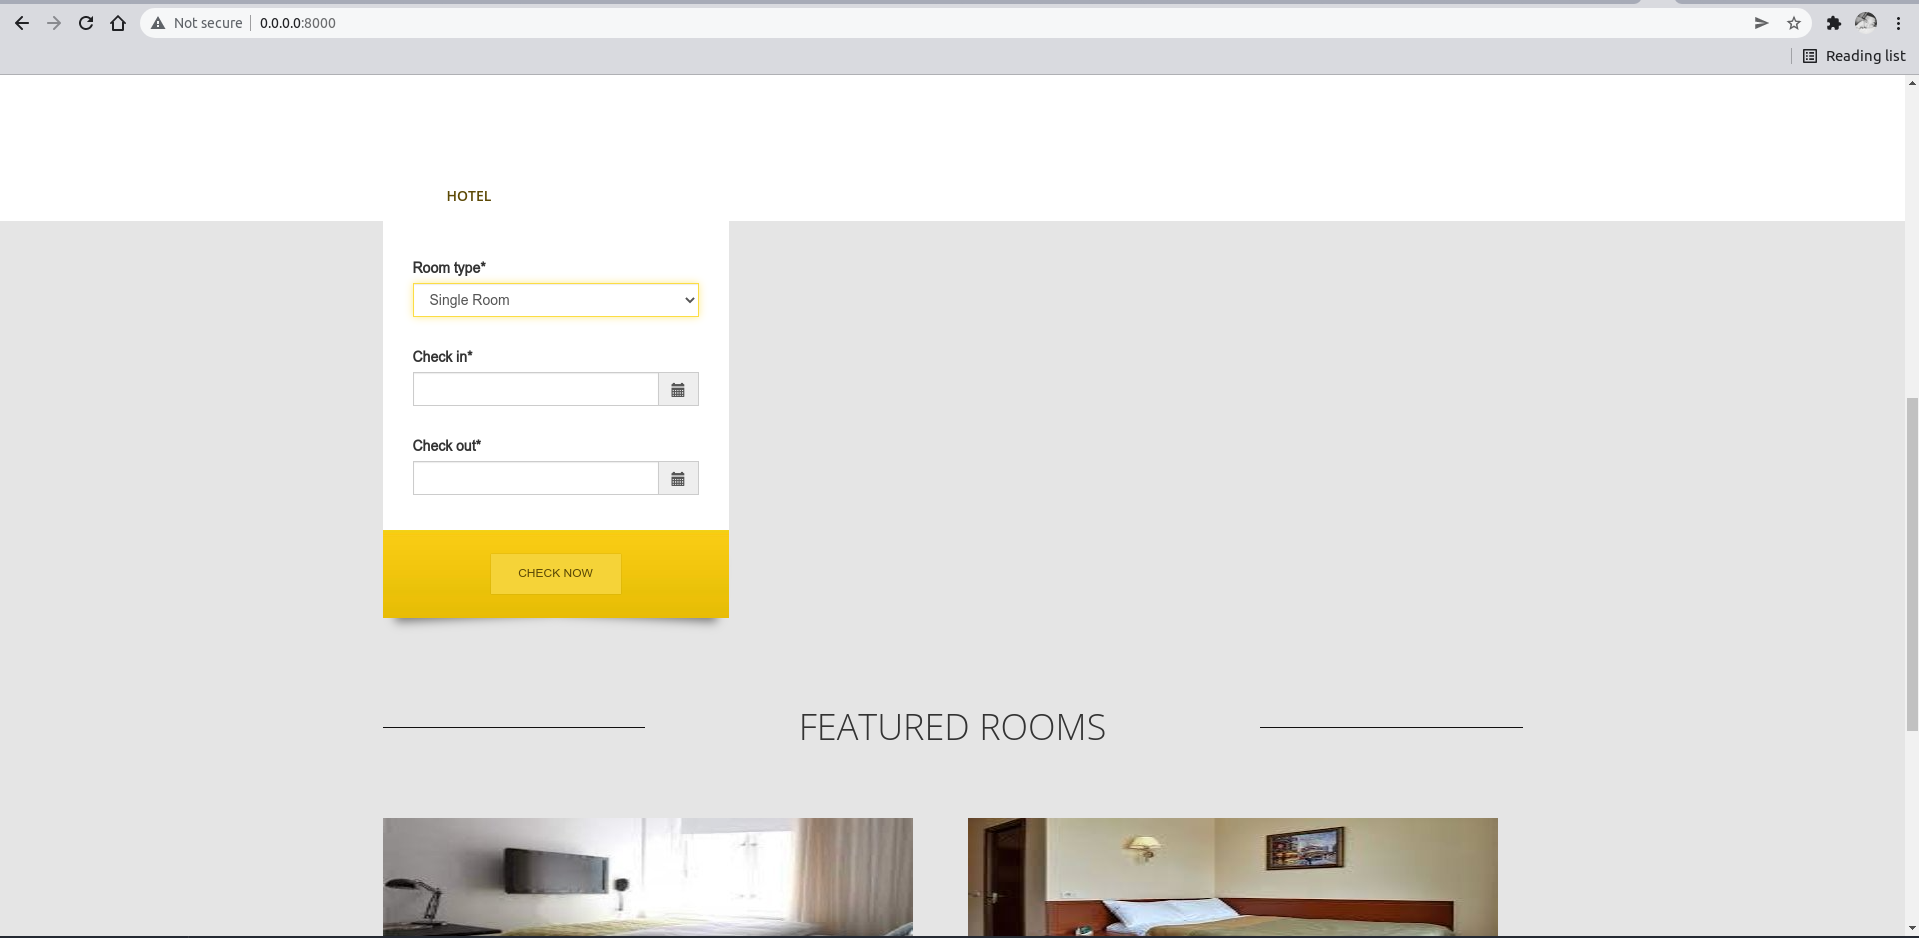 Not secure
0.0.0.0:8000
Reading list
HOTEL
Room type*
Single Room
Check in*
Check out*
CHECK NOW
FEATURED ROOMS